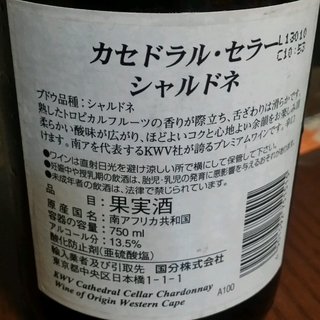 カセドラル・セラー
シャルドネ
L13010
C10:53
ブドウ品種：シャルドネ
熟したトロピカルフルーツの香りが際立ち、舌ざわりは滑らかです。
柔らかい酸味が広がり、ほどよいコクと心地よい余韻をお楽しみ頂
けます。南アを代表するKWV社が誇るプレミアムワインです。
●ワインは直射日光を避け涼しい所で横にして保管して下さい。
●妊娠中や授乳期の飲酒は、胎児・乳児の発育に悪影響を与えるおそれがあります。
●未成年者の飲酒は、法律で禁じられています。
品目 果実酒
原産国名：南アフリカ共和国
容器の容量：750 ml
アルコール分：13.5%
酸化防止剤(亜硫酸塩)
輸入業者及び引取先 国分株式会社
東京都中央区日本橋1-1-1
KWV Cathedral Cellar Chardonnay
Wine of Origin Western Cape
A100